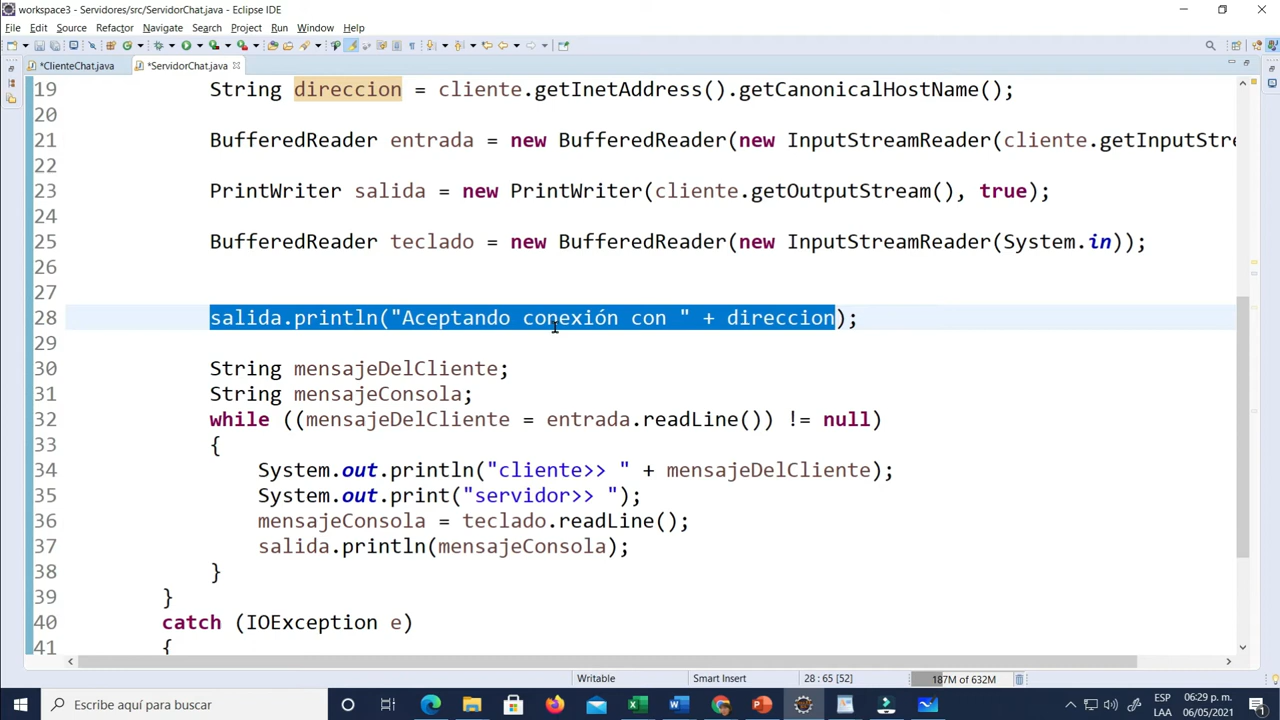 workspace3 - Servidores/src/ServidorChat.java - Eclipse IDE
File Edit Source Refactor Navigate Search Project Run Window Help
*ClienteChat.java *ServidorChat.java
19 String direccion = cliente.getInetAddress().getCanonicalHostName();
20
21 BufferedReader entrada = new BufferedReader(new InputStreamReader(cliente.getInputStre
22
23 PrintWriter salida = new PrintWriter(cliente.getOutputStream(), true);
24
25 BufferedReader teclado = new BufferedReader(new InputStreamReader(System.in));
26
27
28 salida.println("Aceptando conexión con " + direccion);
29
30 String mensajeDelCliente;
31 String mensajeConsola;
32 while ((mensajeDelCliente = entrada.readLine()) != null)
33 {
34 System.out.println("cliente>> " + mensajeDelCliente);
35 System.out.print("servidor>> ");
36 mensajeConsola = teclado.readLine();
37 salida.println(mensajeConsola);
38 }
39 }
40 catch (IOException e)
41 {
Writable Smart Insert 28 : 65 [52] 187M of 632M
Escribe aquí para buscar
ESP 06:29 p. m.
LAA 06/05/2021